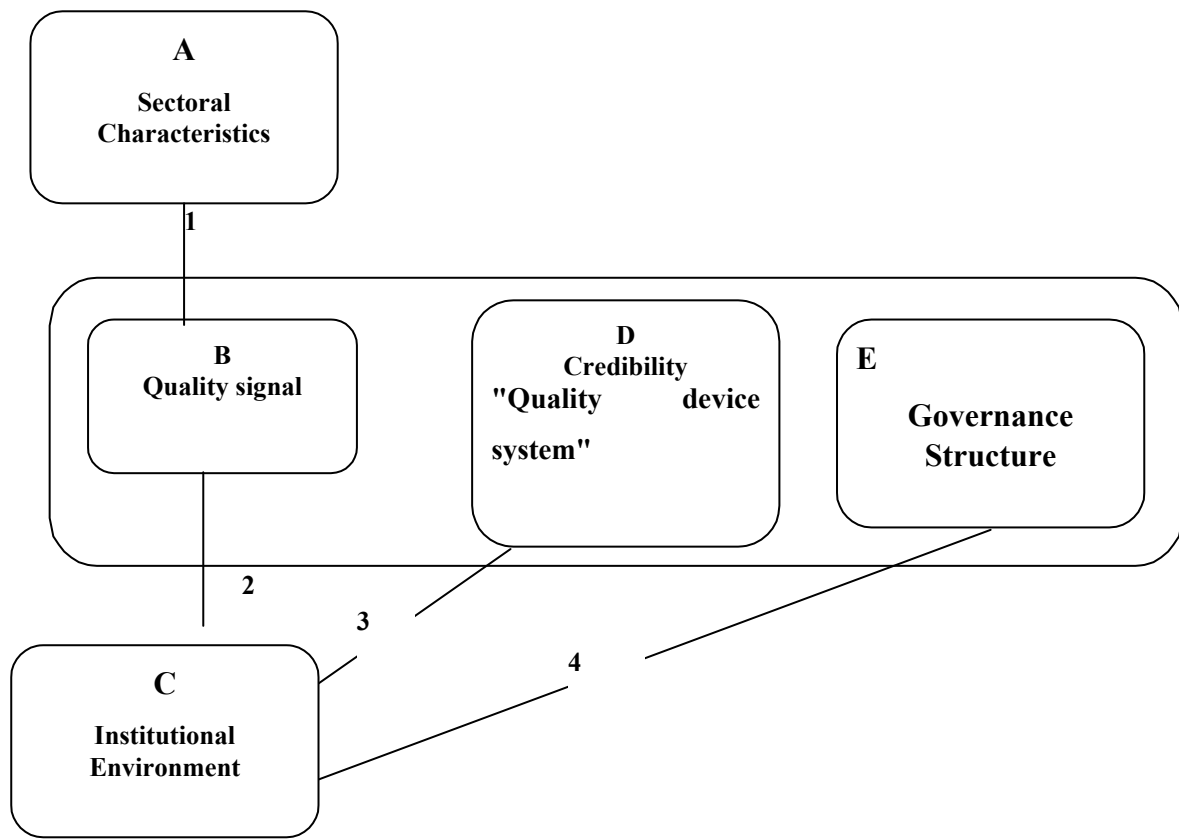 A
Sectoral
Characteristics
1
B
Quality signal
D
Credibility
"Quality device
system"
E
Governance
Structure
2
3
4
C
Institutional
Environment